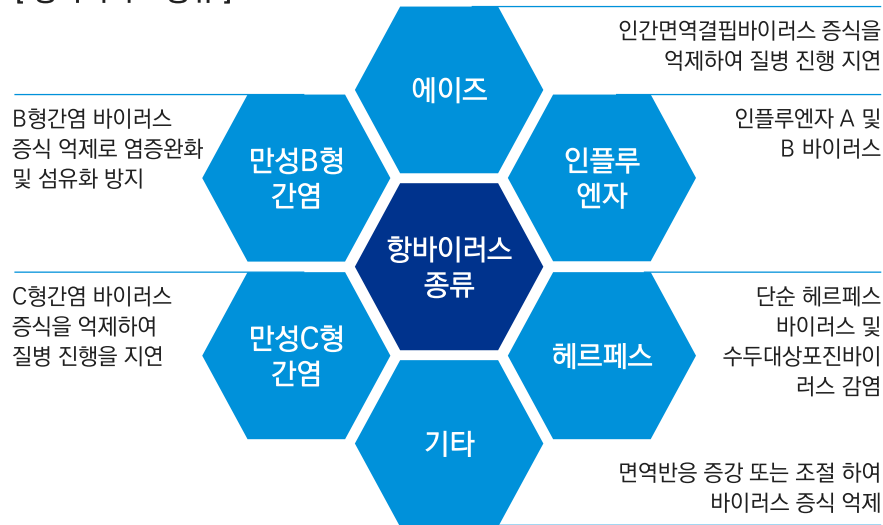 인간면역결핍바이러스 증식을
억제하여 질병 진행 지연
에이즈
B형간염 바이러스
증식 억제로 염증완화
및 섬유화 방지
만성B형
간염
인플루
엔자
인플루엔자 A 및
B 바이러스
항바이러스
종류
C형간염 바이러스
증식을 억제하여
질병 진행을 지연
만성C형
간염
헤르페스
단순 헤르페스
바이러스 및
수두대상포진바이
러스 감염
기타
면역반응 증강 또는 조절 하여
바이러스 증식 억제